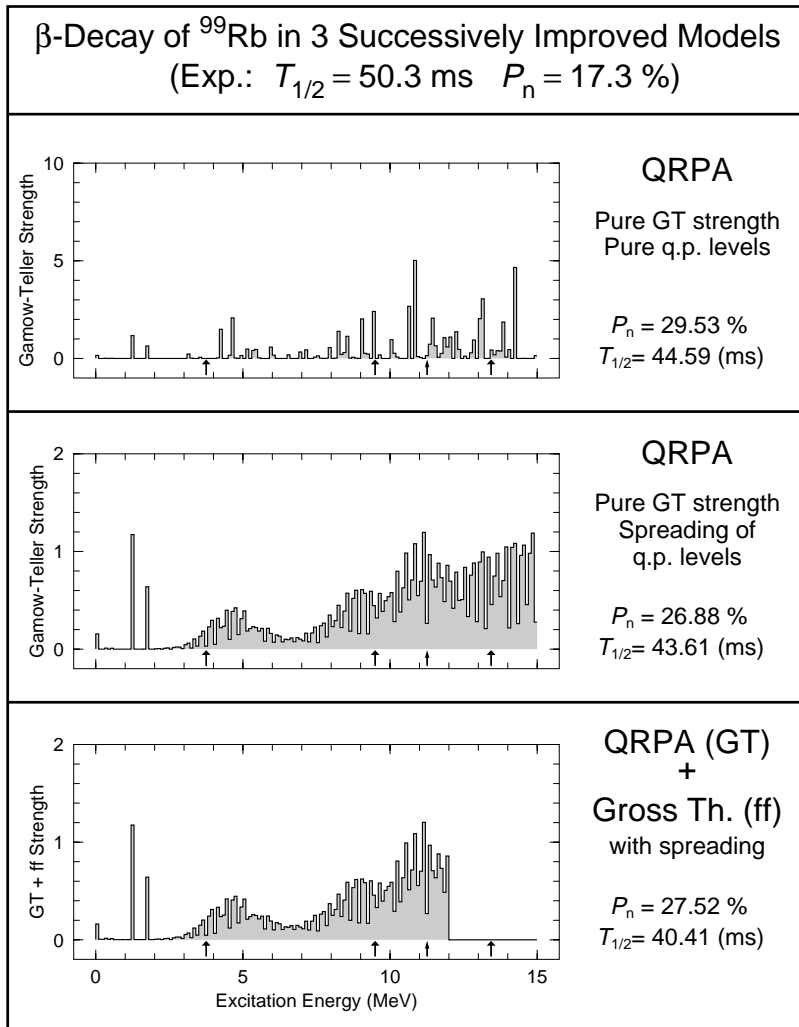 β-Decay of ⁹⁹Rb in 3 Successively Improved Models
(Exp.: T₁/₂ = 50.3 ms Pₙ = 17.3 %)
10
5
0
Gamow-Teller Strength
QRPA
Pure GT strength
Pure q.p. levels
Pₙ = 29.53 %
T₁/₂= 44.59 (ms)
2
1
0
Gamow-Teller Strength
QRPA
Pure GT strength
Spreading of
q.p. levels
Pₙ = 26.88 %
T₁/₂= 43.61 (ms)
2
1
0
GT + ff Strength
0 5 10 15
Excitation Energy (MeV)
QRPA (GT)
+
Gross Th. (ff)
with spreading
Pₙ = 27.52 %
T₁/₂= 40.41 (ms)